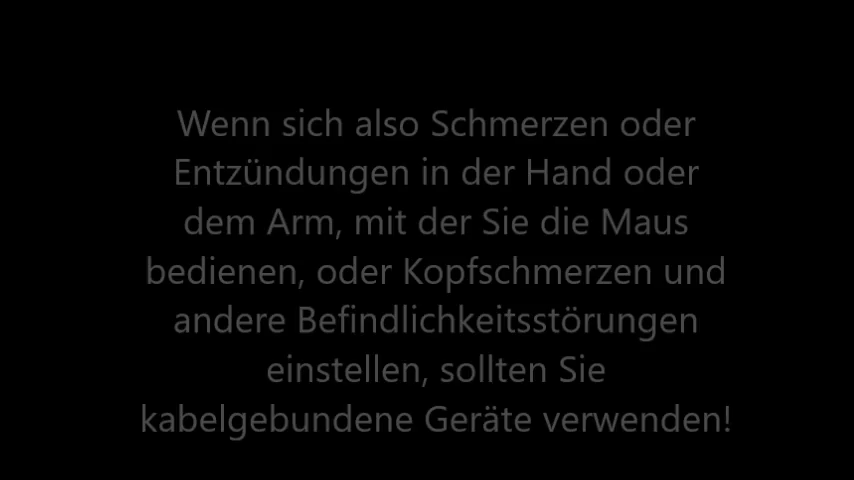 Wenn sich also Schmerzen oder
Entzündungen in der Hand oder
dem Arm, mit der Sie die Maus
bedienen, oder Kopfschmerzen und
andere Befindlichkeitsstörungen
einstellen, sollten Sie
kabelgebundene Geräte verwenden!